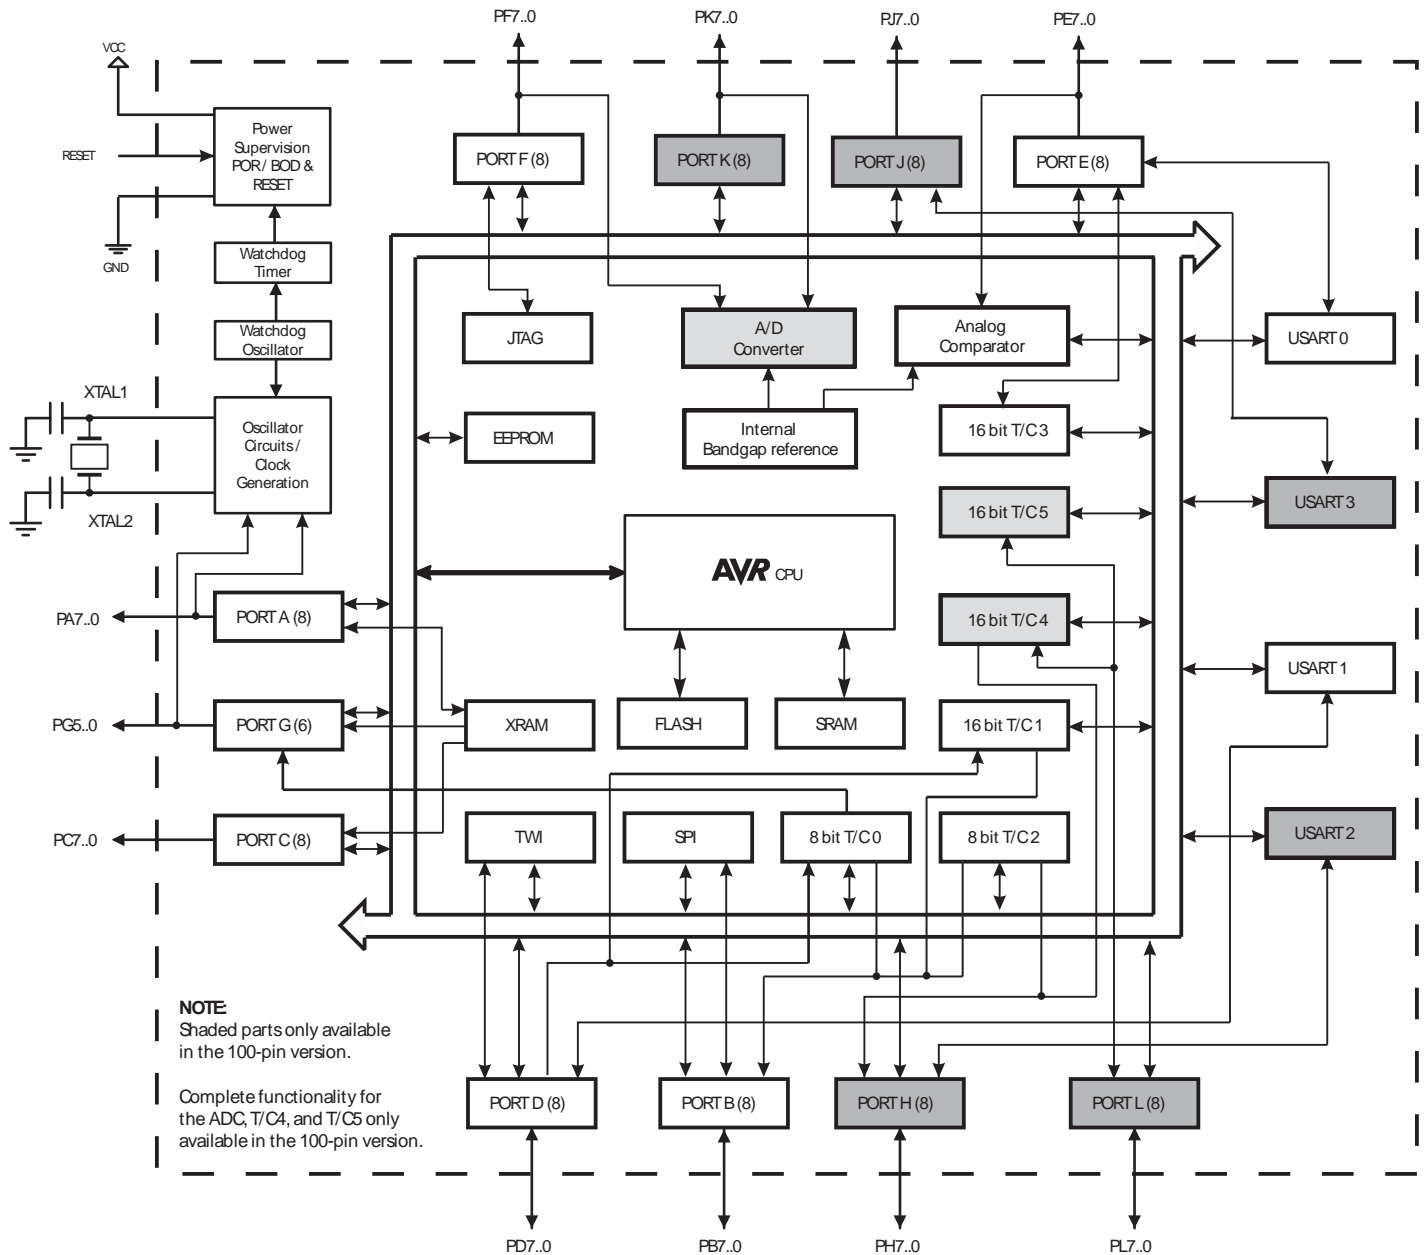 PF7..0
PK7..0
PJ7..0
PE7..0
VCC
RESET
GND
Power
Supervision
POR / BOD &
RESET
Watchdog
Timer
Watchdog
Oscillator
XTAL1
XTAL2
Oscillator
Circuits /
Clock
Generation
PORT F (8)
PORT K (8)
PORT J (8)
PORT E (8)
JTAG
A/D
Converter
Analog
Comparator
USART 0
EEPROM
Internal
Bandgap reference
16 bit T/C 3
16 bit T/C 5
USART 3
AVR CPU
PA7..0
PORT A (8)
16 bit T/C 4
USART 1
PG5..0
PORT G (6)
XRAM
FLASH
SRAM
16 bit T/C 1
PC7..0
PORT C (8)
TWI
SPI
8 bit T/C 0
8 bit T/C 2
USART 2
NOTE:
Shaded parts only available
in the 100-pin version.
Complete functionality for
the ADC, T/C4, and T/C5 only
available in the 100-pin version.
PORT D (8)
PORT B (8)
PORT H (8)
PORT L (8)
PD7..0
PB7..0
PH7..0
PL7..0